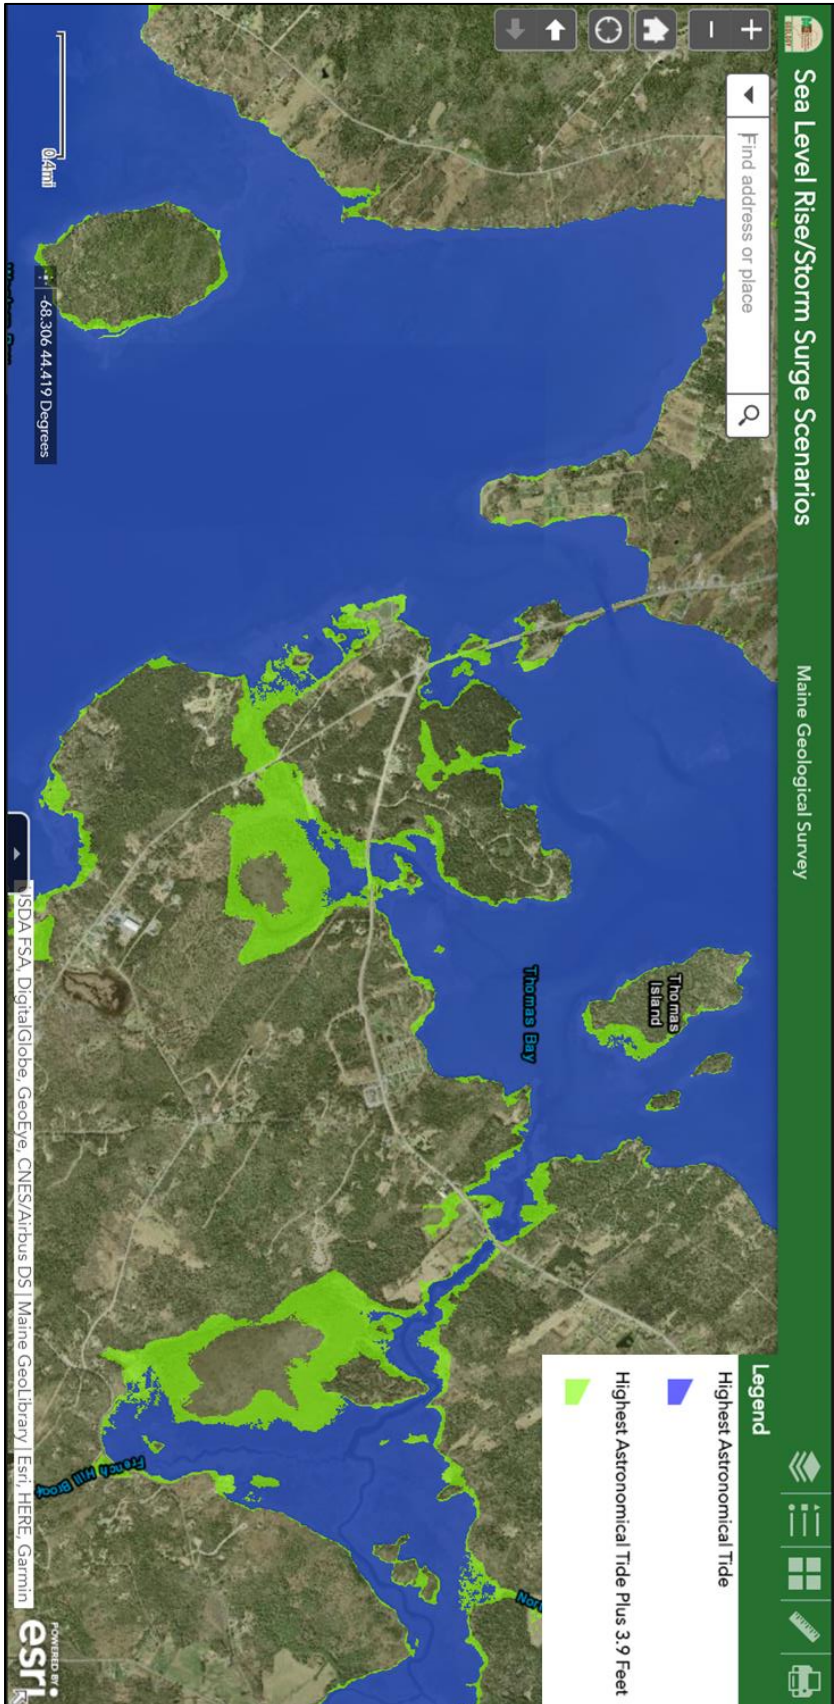 Sea Level Rise/Storm Surge Scenarios
Maine Geological Survey
Find address or place
Legend
Highest Astronomical Tide
Highest Astronomical Tide Plus 3.9 Feet
Thomas
Island
Thomas Bay
French Hill Broo
Nor
0.4mi
-68.306 44.419 Degrees
USDA FSA, DigitalGlobe, GeoEye, CNES/Airbus DS | Maine GeoLibrary | Esri, HERE, Garmin
POWERED BY
esri